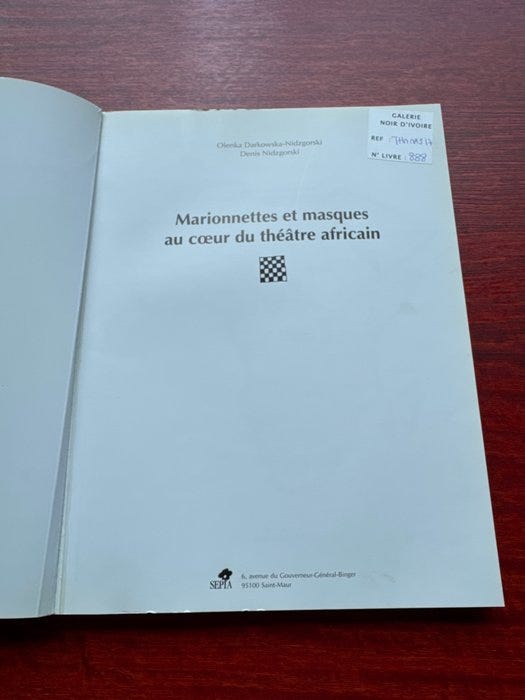 GALERIE
NOIR D'IVOIRE
REF :
N° LIVRE : 888
Olenka Darkowska-Nidzgorski
Denis Nidzgorski
Marionnettes et masques
au cœur du théâtre africain
SEPIA
6, avenue du Gouverneur-Général-Binger
95100 Saint-Maur